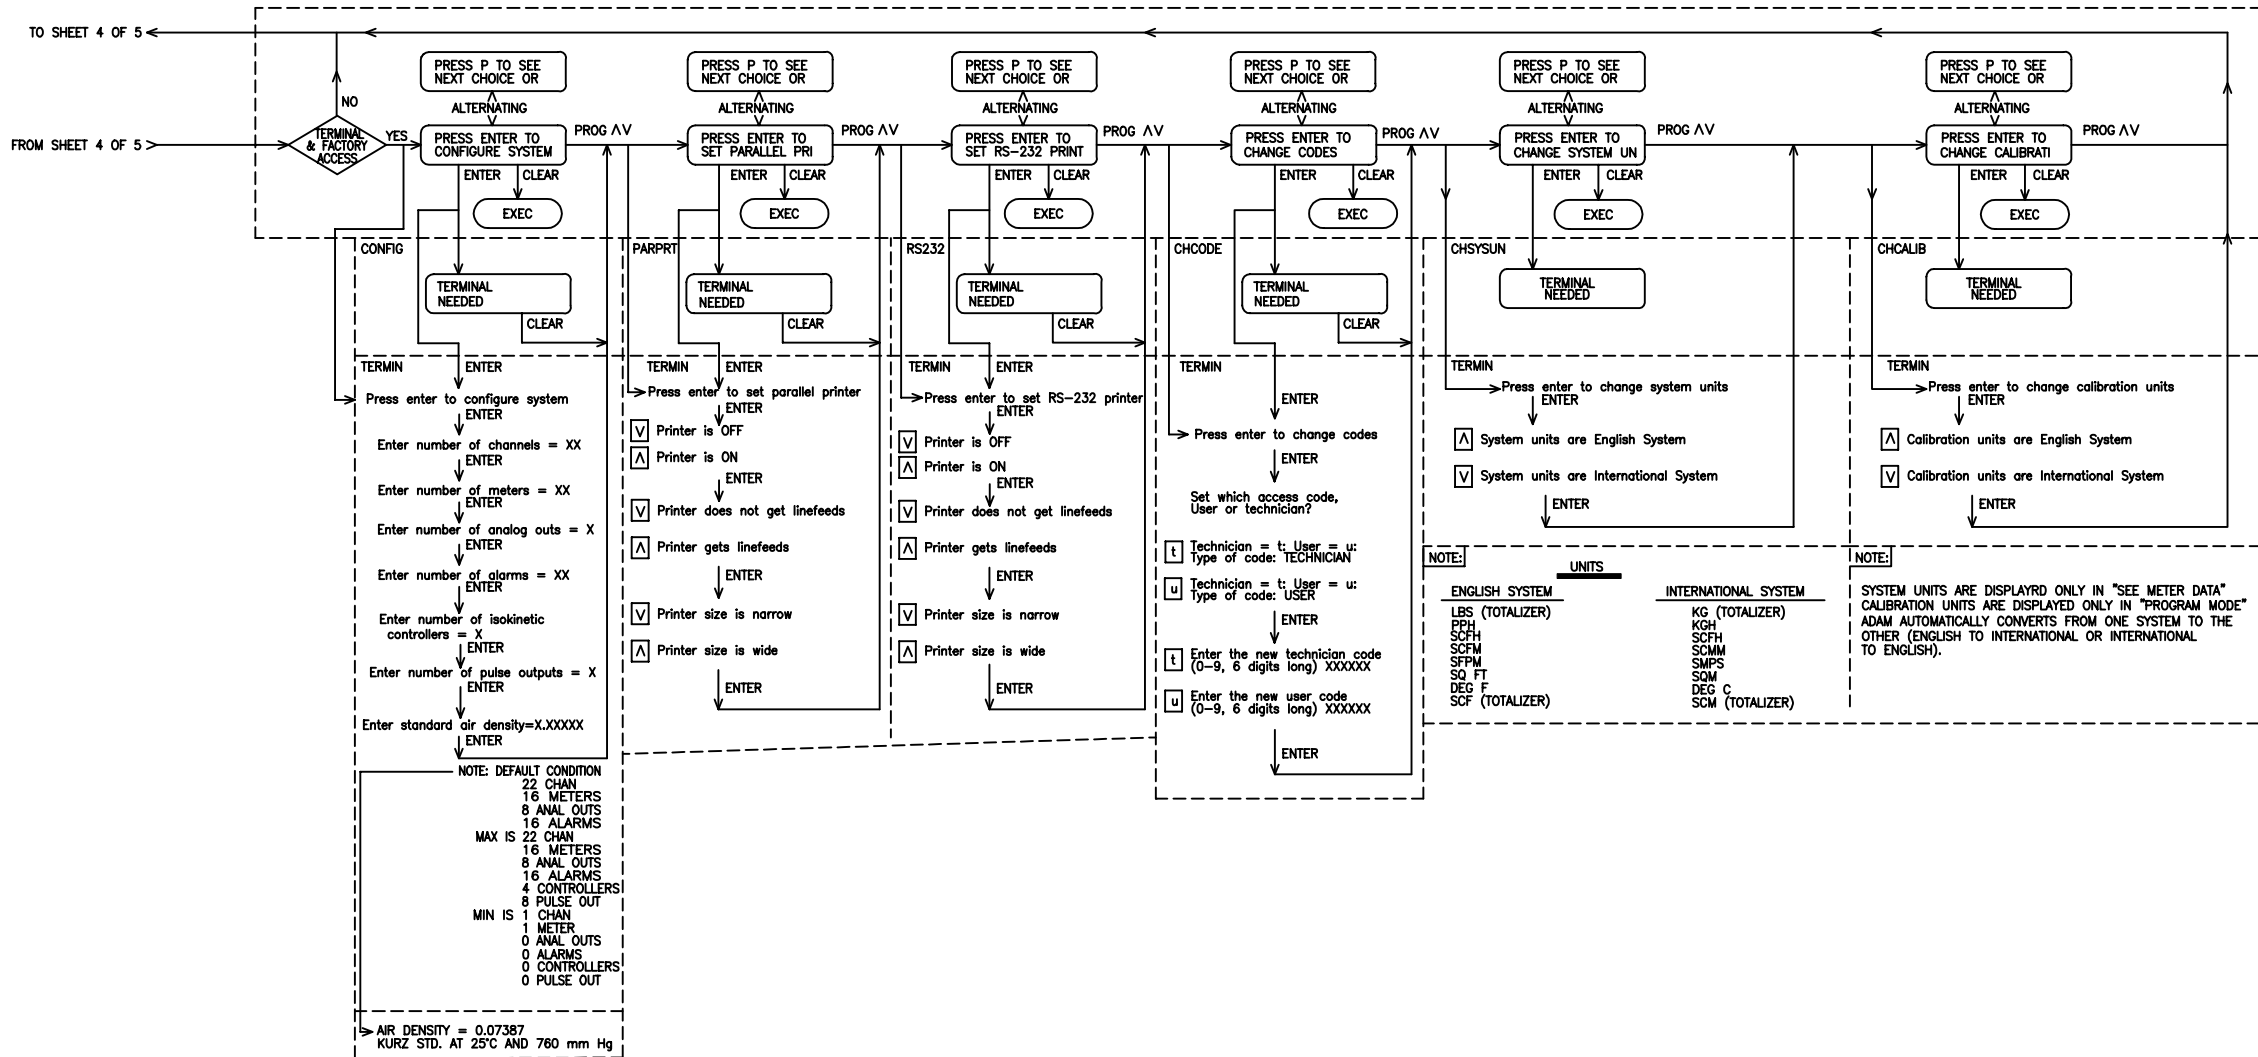 TO SHEET 4 OF 5
FROM SHEET 4 OF 5
TERMINAL
& FACTORY
ACCESS
NO
YES
PRESS P TO SEE
NEXT CHOICE OR
ALTERNATING
PRESS ENTER TO
CONFIGURE SYSTEM
PROG ΛV
ENTER
CLEAR
EXEC
PRESS P TO SEE
NEXT CHOICE OR
ALTERNATING
PRESS ENTER TO
SET PARALLEL PRI
PROG ΛV
ENTER
CLEAR
EXEC
PRESS P TO SEE
NEXT CHOICE OR
ALTERNATING
PRESS ENTER TO
SET RS-232 PRINT
PROG ΛV
ENTER
CLEAR
EXEC
PRESS P TO SEE
NEXT CHOICE OR
ALTERNATING
PRESS ENTER TO
CHANGE CODES
PROG ΛV
ENTER
CLEAR
EXEC
PRESS P TO SEE
NEXT CHOICE OR
ALTERNATING
PRESS ENTER TO
CHANGE SYSTEM UN
PROG ΛV
ENTER
CLEAR
EXEC
PRESS P TO SEE
NEXT CHOICE OR
ALTERNATING
PRESS ENTER TO
CHANGE CALIBRATI
PROG ΛV
ENTER
CLEAR
EXEC
CONFIG
TERMINAL
NEEDED
CLEAR
TERMIN
ENTER
Press enter to configure system
ENTER
Enter number of channels = XX
ENTER
Enter number of meters = XX
ENTER
Enter number of analog outs = X
ENTER
Enter number of alarms = XX
ENTER
Enter number of isokinetic
controllers = X
ENTER
Enter number of pulse outputs = X
ENTER
Enter standard air density=X.XXXXX
ENTER
NOTE: DEFAULT CONDITION
22 CHAN
16 METERS
8 ANAL OUTS
16 ALARMS
MAX IS 22 CHAN
16 METERS
8 ANAL OUTS
16 ALARMS
4 CONTROLLERS
8 PULSE OUT
MIN IS 1 CHAN
1 METER
0 ANAL OUTS
0 ALARMS
0 CONTROLLERS
0 PULSE OUT
AIR DENSITY = 0.07387
KURZ STD. AT 25°C AND 760 mm Hg
PARPRT
TERMINAL
NEEDED
CLEAR
TERMIN
ENTER
Press enter to set parallel printer
ENTER
V Printer is OFF
Λ Printer is ON
ENTER
V Printer does not get linefeeds
Λ Printer gets linefeeds
ENTER
V Printer size is narrow
Λ Printer size is wide
ENTER
RS232
TERMINAL
NEEDED
CLEAR
TERMIN
ENTER
Press enter to set RS-232 printer
ENTER
V Printer is OFF
Λ Printer is ON
ENTER
V Printer does not get linefeeds
Λ Printer gets linefeeds
ENTER
V Printer size is narrow
Λ Printer size is wide
ENTER
CHCODE
TERMINAL
NEEDED
CLEAR
TERMIN
ENTER
Press enter to change codes
ENTER
Set which access code,
User or technician?
t Technician = t: User = u:
Type of code: TECHNICIAN
u Technician = t: User = u:
Type of code: USER
ENTER
t Enter the new technician code
(0-9, 6 digits long) XXXXXX
u Enter the new user code
(0-9, 6 digits long) XXXXXX
ENTER
CHSYSUN
TERMINAL
NEEDED
TERMIN
Press enter to change system units
ENTER
Λ System units are English System
V System units are International System
ENTER
NOTE:
UNITS
ENGLISH SYSTEM
LBS (TOTALIZER)
PPH
SCFH
SCFM
SFPM
SQ FT
DEG F
SCF (TOTALIZER)
INTERNATIONAL SYSTEM
KG (TOTALIZER)
KGH
SCFH
SCMM
SMPS
SQM
DEG C
SCM (TOTALIZER)
CHCALIB
TERMINAL
NEEDED
TERMIN
Press enter to change calibration units
ENTER
Λ Calibration units are English System
V Calibration units are International System
ENTER
NOTE:
SYSTEM UNITS ARE DISPLAYRD ONLY IN "SEE METER DATA"
CALIBRATION UNITS ARE DISPLAYED ONLY IN "PROGRAM MODE"
ADAM AUTOMATICALLY CONVERTS FROM ONE SYSTEM TO THE
OTHER (ENGLISH TO INTERNATIONAL OR INTERNATIONAL
TO ENGLISH).